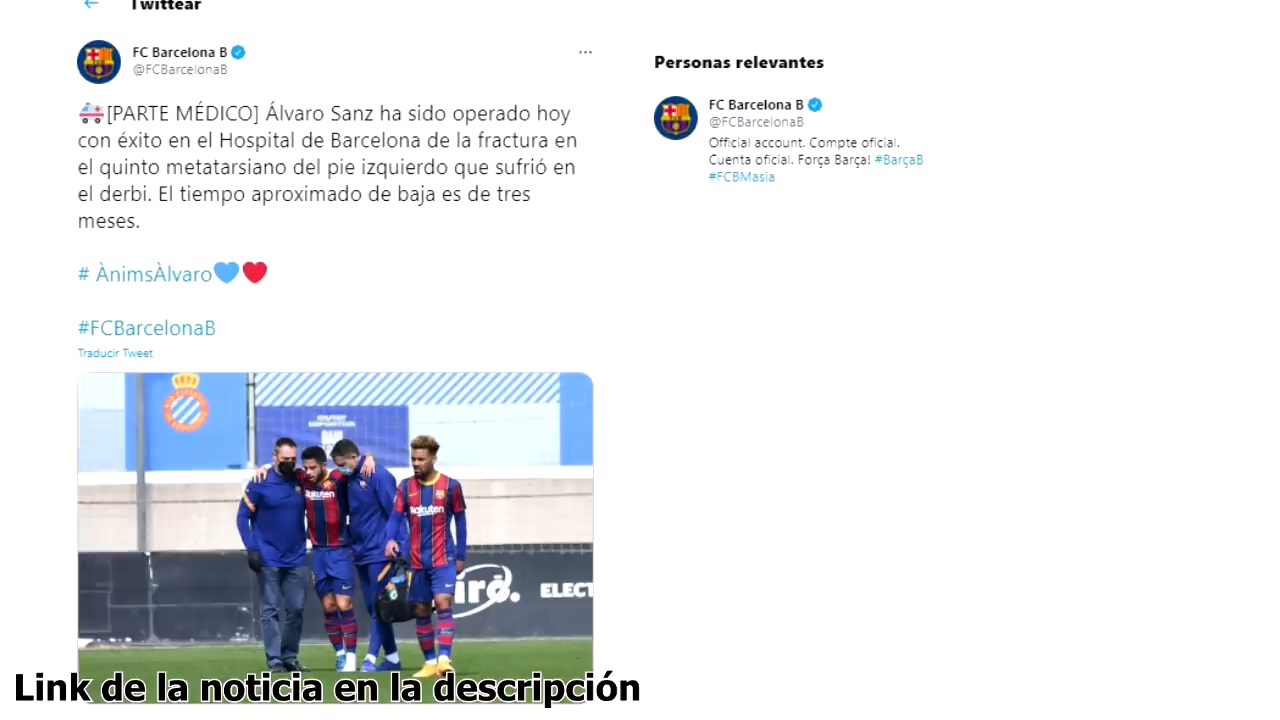 Twittear
FC Barcelona B
@FCBarcelonaB
[PARTE MÉDICO] Álvaro Sanz ha sido operado hoy
con éxito en el Hospital de Barcelona de la fractura en
el quinto metatarsiano del pie izquierdo que sufrió en
el derbi. El tiempo aproximado de baja es de tres
meses.
# ÀnimsÀlvaro
#FCBarcelonaB
Traducir Tweet
Rakuten
Rakuten
ELECT
Link de la noticia en la descripción
Personas relevantes
FC Barcelona B
@FCBarcelonaB
Official account. Compte oficial.
Cuenta oficial. Força Barça! #BarçaB
#FCBMasia